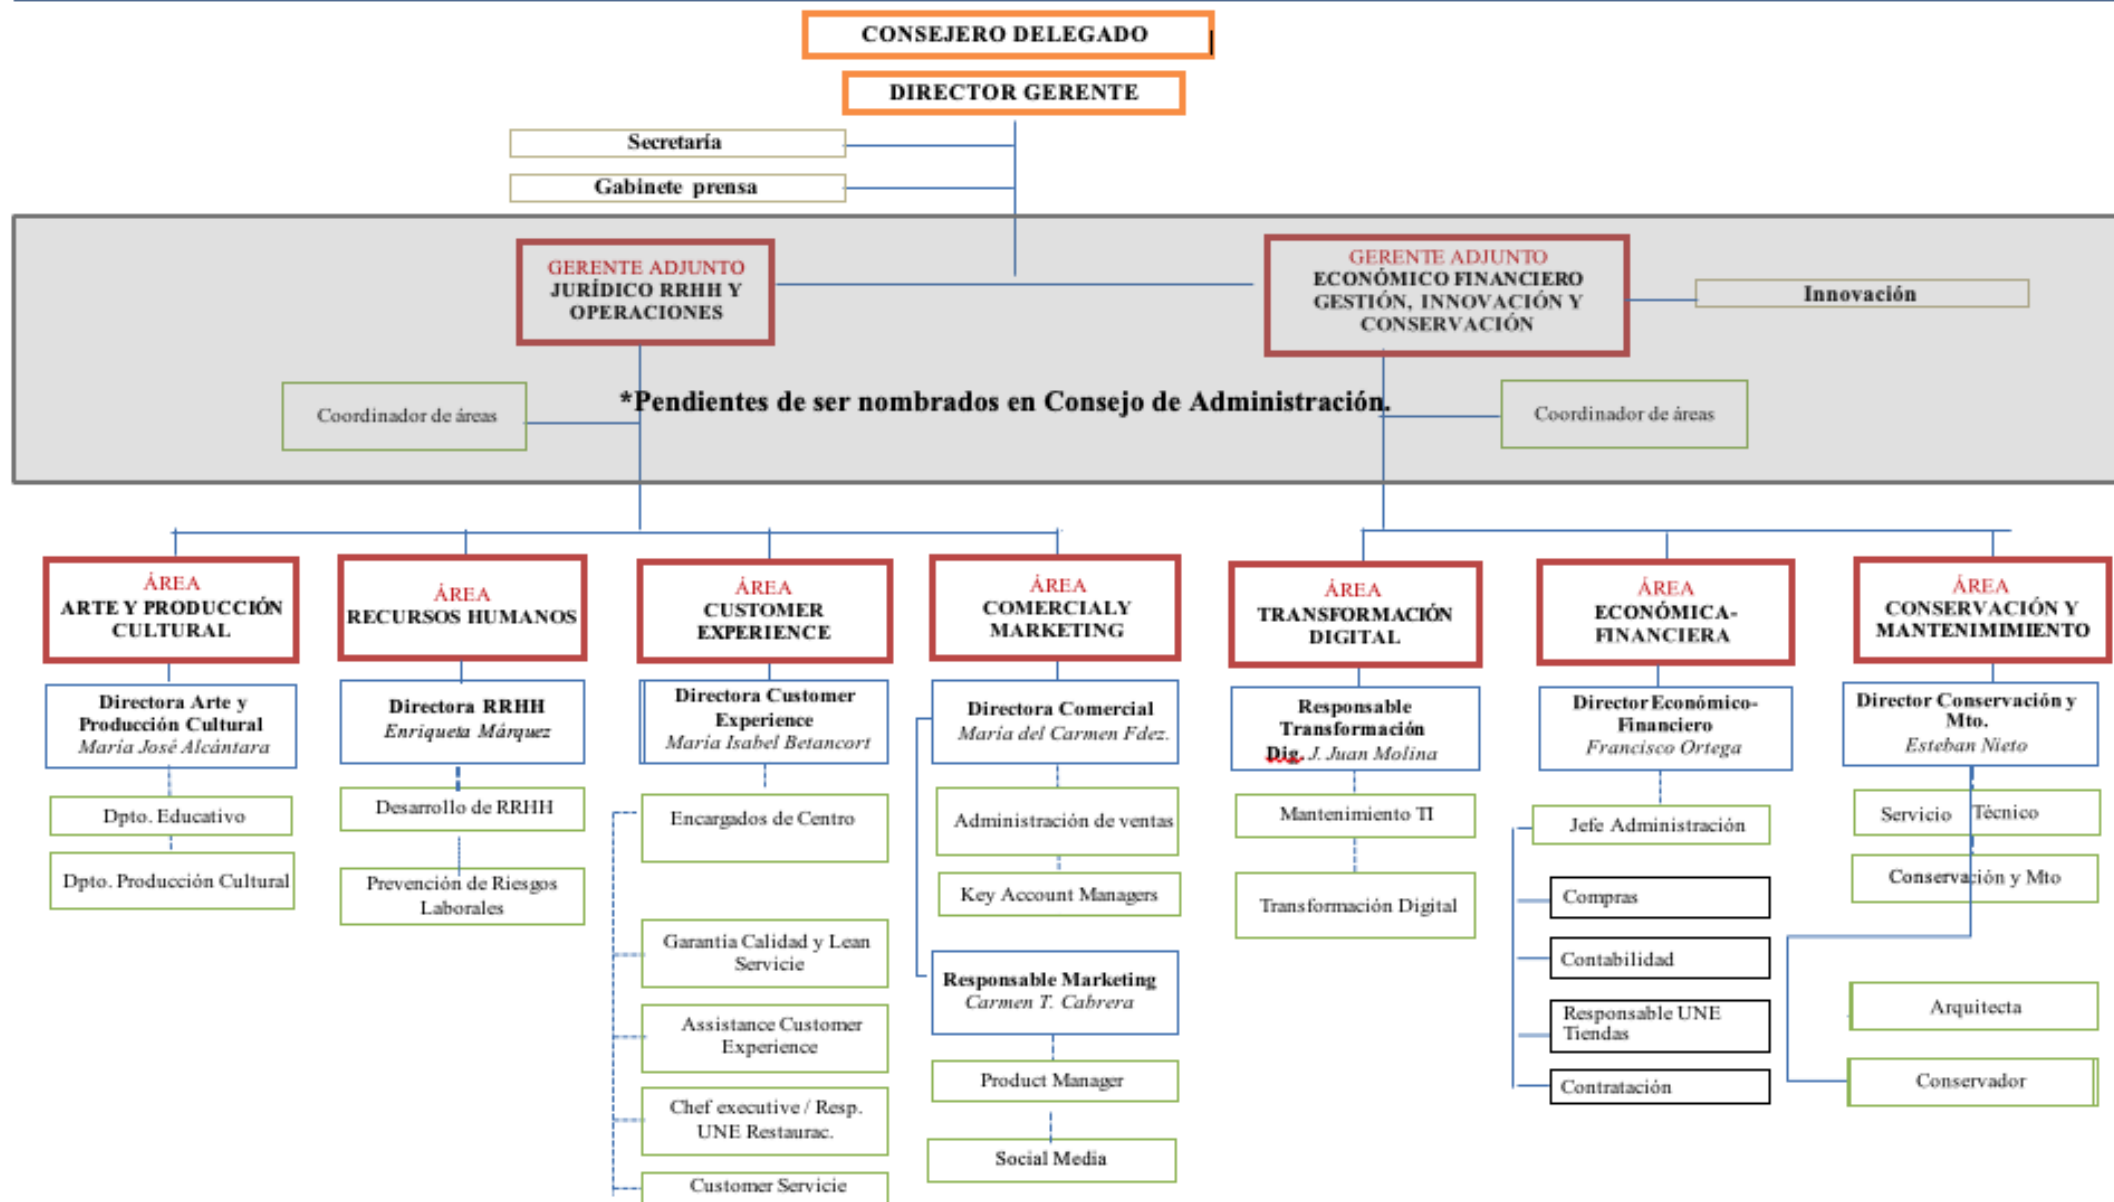 CONSEJERO DELEGADO
DIRECTOR GERENTE
Secretaría
Gabinete prensa
GERENTE ADJUNTO
JURÍDICO RRHH Y
OPERACIONES
GERENTE ADJUNTO
ECONÓMICO FINANCIERO
GESTIÓN, INNOVACIÓN Y
CONSERVACIÓN
Innovación
Coordinador de áreas
*Pendientes de ser nombrados en Consejo de Administración.
Coordinador de áreas
ÁREA
ARTE Y PRODUCCIÓN
CULTURAL
ÁREA
RECURSOS HUMANOS
ÁREA
CUSTOMER
EXPERIENCE
ÁREA
COMERCIALY
MARKETING
ÁREA
TRANSFORMACIÓN
DIGITAL
ÁREA
ECONÓMICA-
FINANCIERA
ÁREA
CONSERVACIÓN Y
MANTENIMIMIENTO
Directora Arte y
Producción Cultural
María José Alcántara
Directora RRHH
Enriqueta Márquez
Directora Customer
Experience
María Isabel Betancort
Directora Comercial
María del Carmen Fdez.
Responsable
Transformación
Dig. J. Juan Molina
Director Económico-
Financiero
Francisco Ortega
Director Conservación y
Mto.
Esteban Nieto
Dpto. Educativo
Dpto. Producción Cultural
Desarrollo de RRHH
Prevención de Riesgos
Laborales
Encargados de Centro
Garantía Calidad y Lean
Servicie
Assistance Customer
Experience
Chef executive / Resp.
UNE Restaurac.
Customer Servicie
Administración de ventas
Key Account Managers
Responsable Marketing
Carmen T. Cabrera
Product Manager
Social Media
Mantenimiento TI
Transformación Digital
Jefe Administración
Compras
Contabilidad
Responsable UNE
Tiendas
Contratación
Servicio Técnico
Conservación y Mto
Arquitecta
Conservador